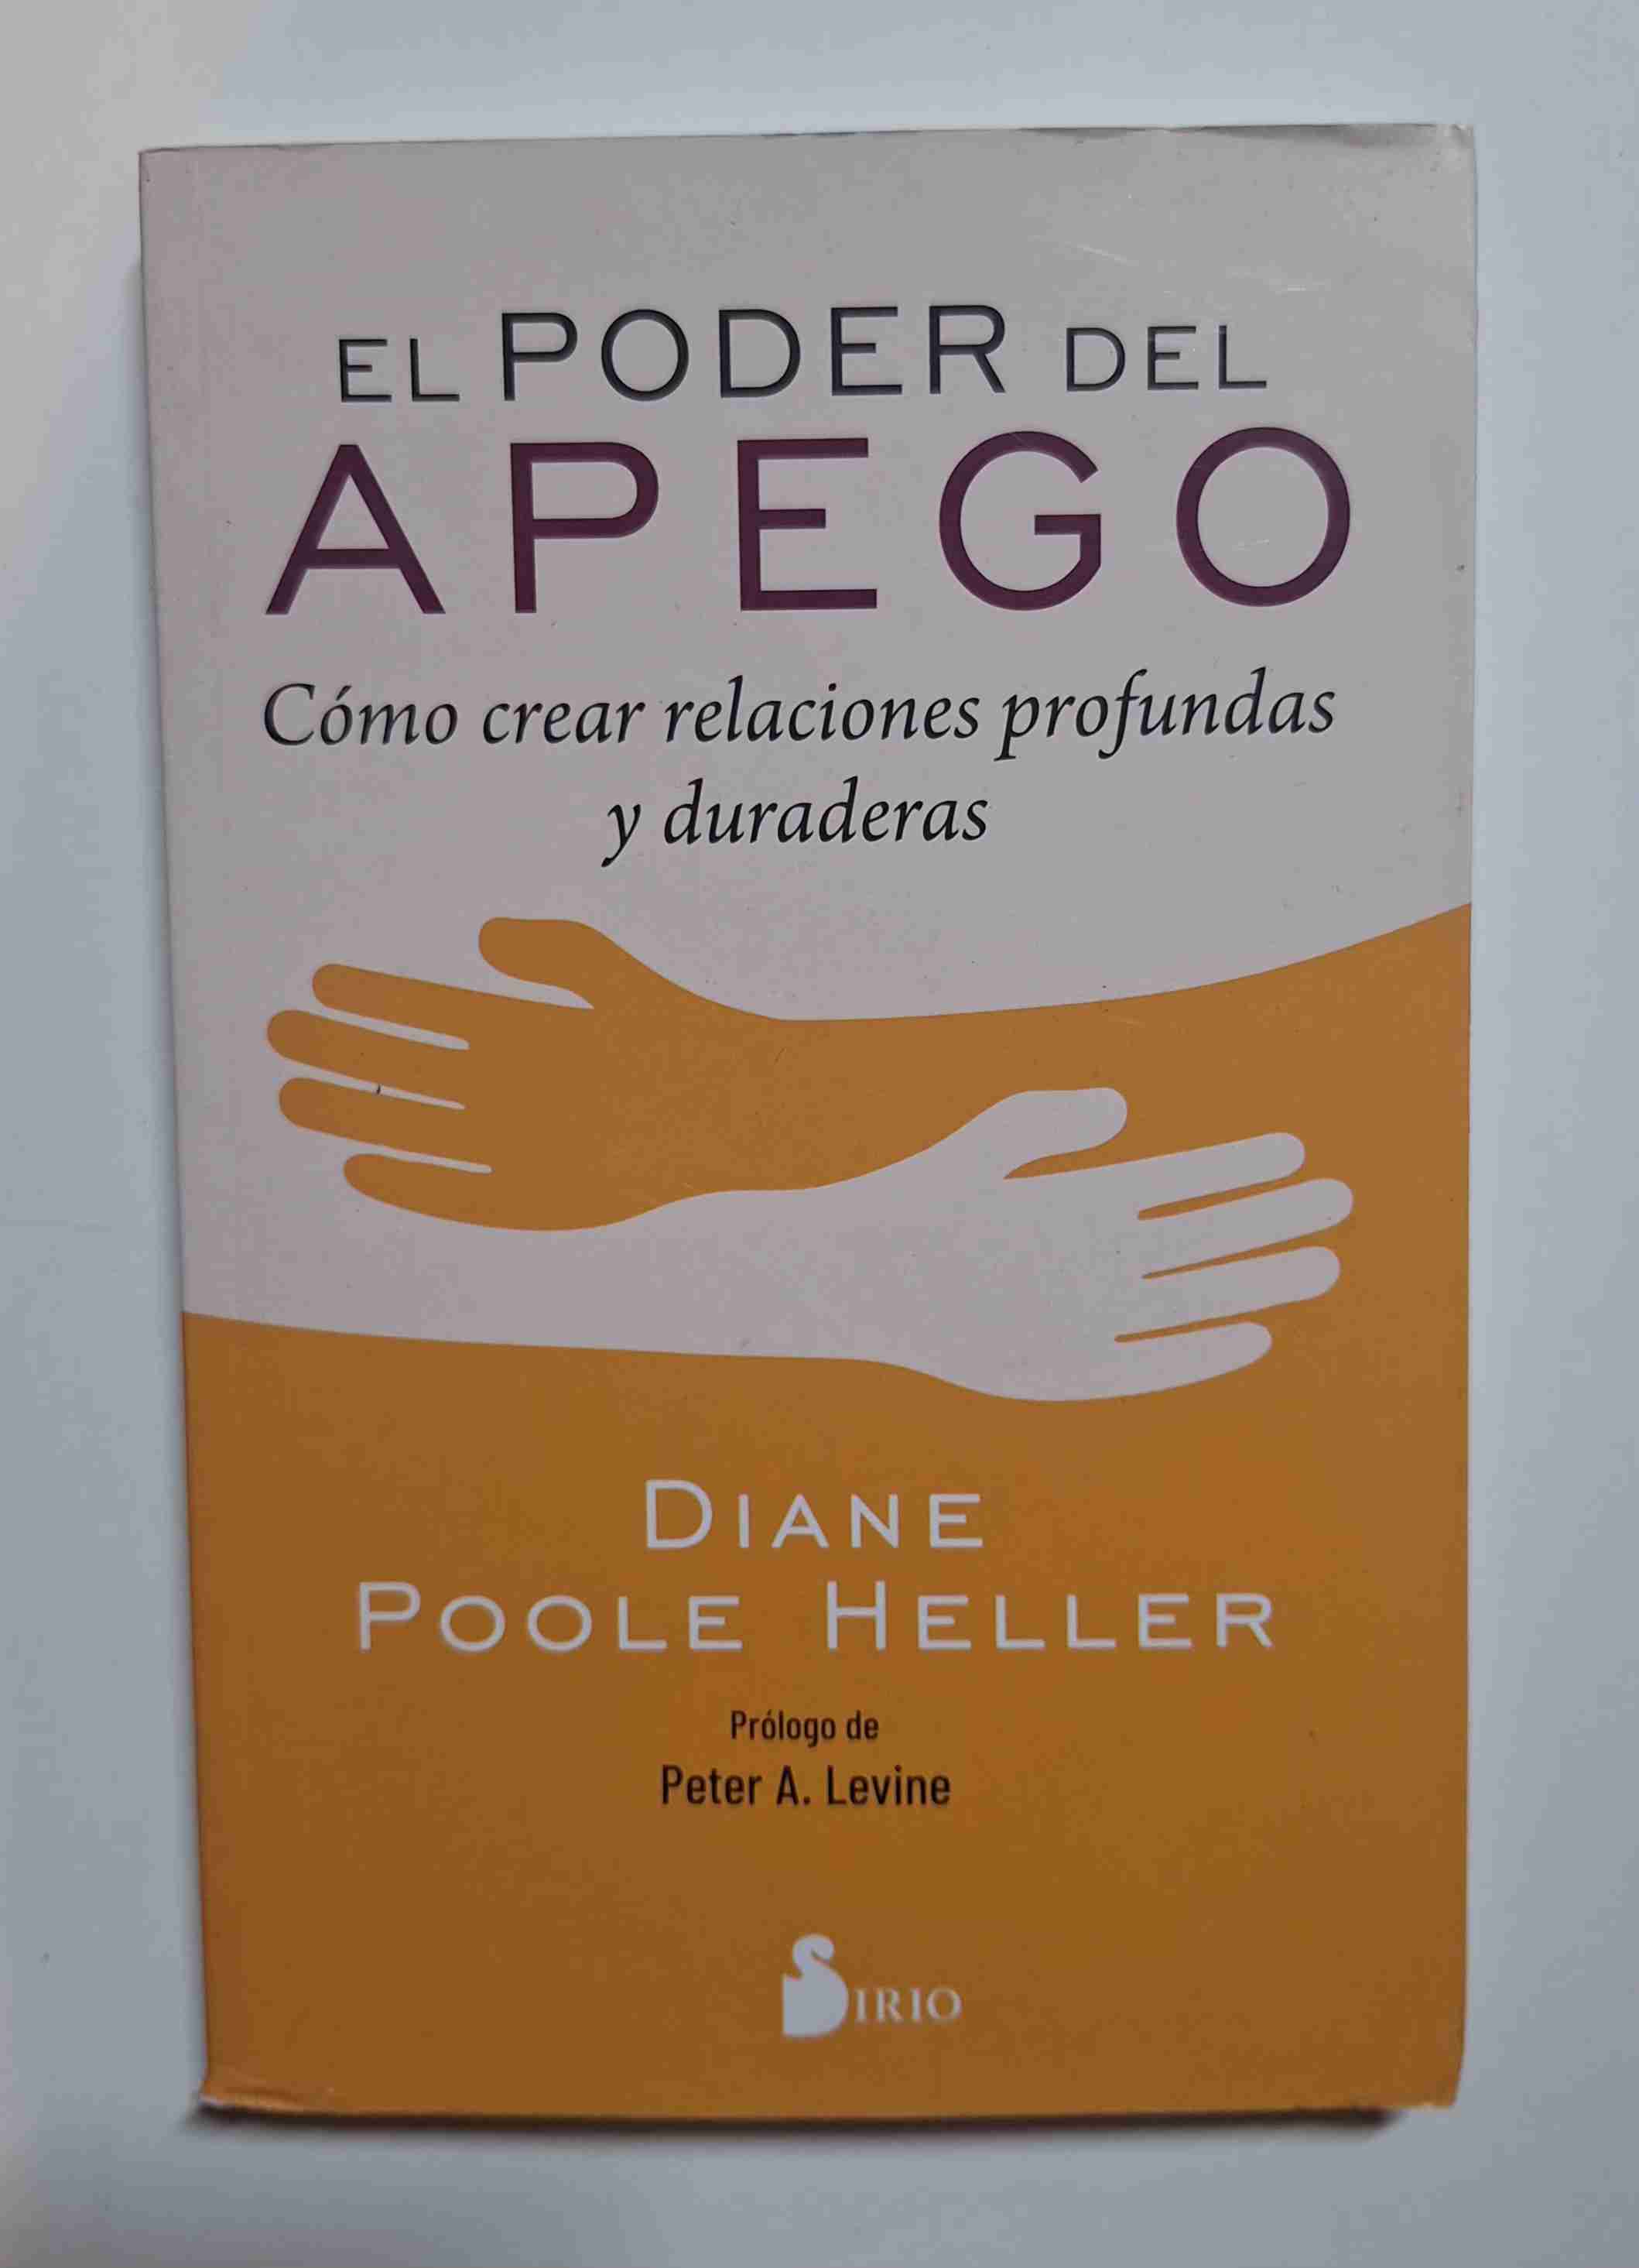 EL PODER DEL
APEGO
Cómo crear relaciones profundas
y duraderas
DIANE
POOLE HELLER
Prólogo de
Peter A. Levine
SIRIO